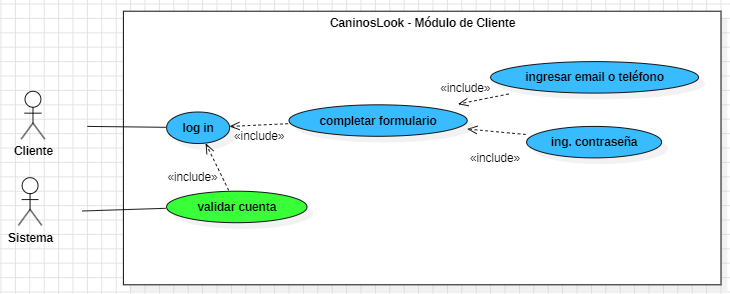 CaninosLook - Módulo de Cliente
ingresar email o teléfono
«include»
log in
«include»
completar formulario
ing. contraseña
«include»
Cliente
«include»
validar cuenta
Sistema